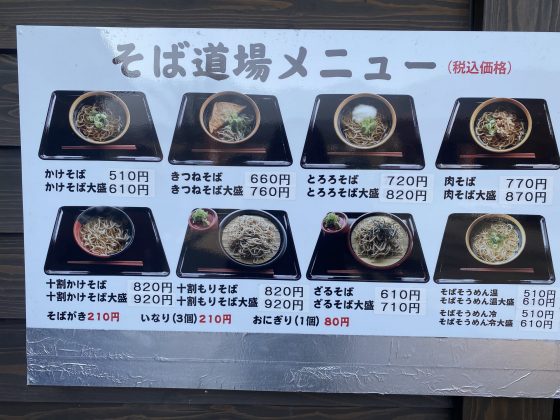 そば道場メニュー(税込価格)
かけそば 510円
かけそば大盛 610円
きつねそば 660円
きつねそば大盛 760円
とろろそば 720円
とろろそば大盛 820円
肉そば 770円
肉そば大盛 870円
十割かけそば 820円
十割かけそば大盛 920円
十割もりそば 820円
十割もりそば大盛 920円
ざるそば 610円
ざるそば大盛 710円
そばそうめん温 510円
そばそうめん温大盛 610円
そばそうめん冷 510円
そばそうめん冷大盛 610円
そばがき210円 いなり(3個)210円 おにぎり(1個) 80円